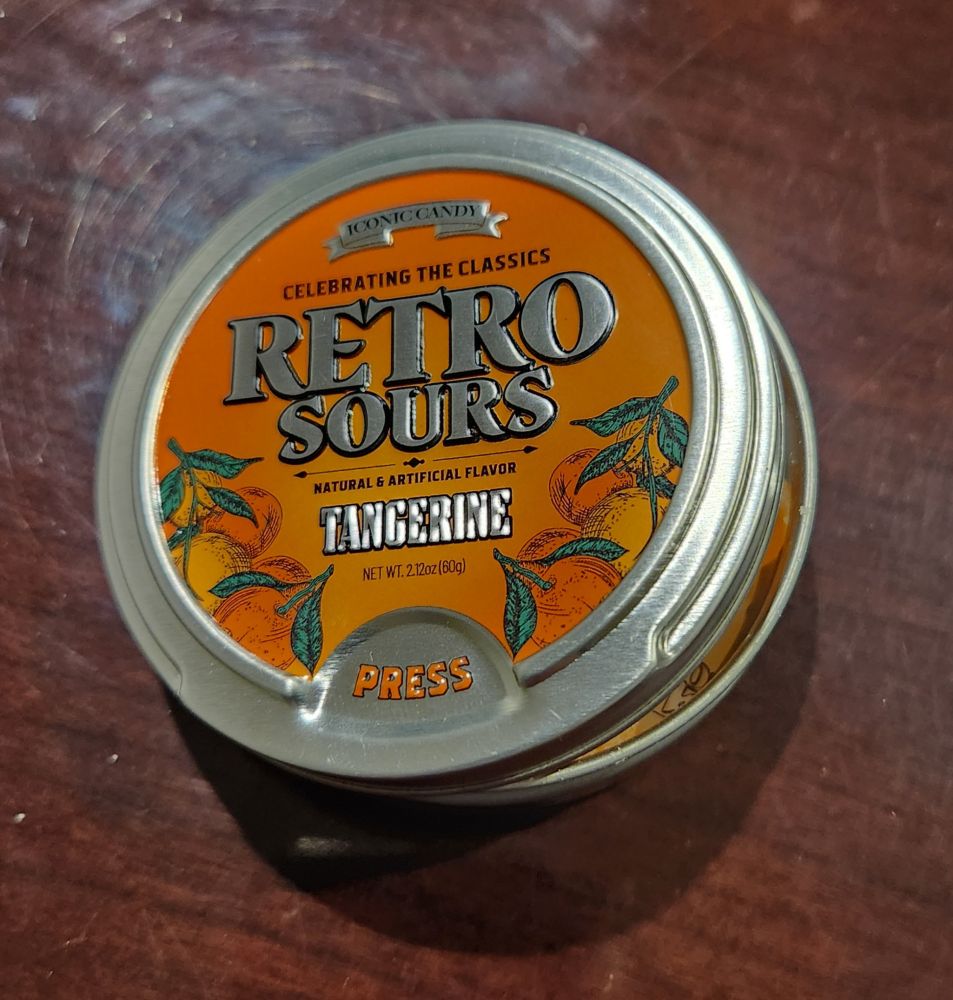 ICONIC CANDY
CELEBRATING THE CLASSICS
RETRO
SOURS
NATURAL & ARTIFICIAL FLAVOR
TANGERINE
NET WT. 2.12oz (60g)
PRESS